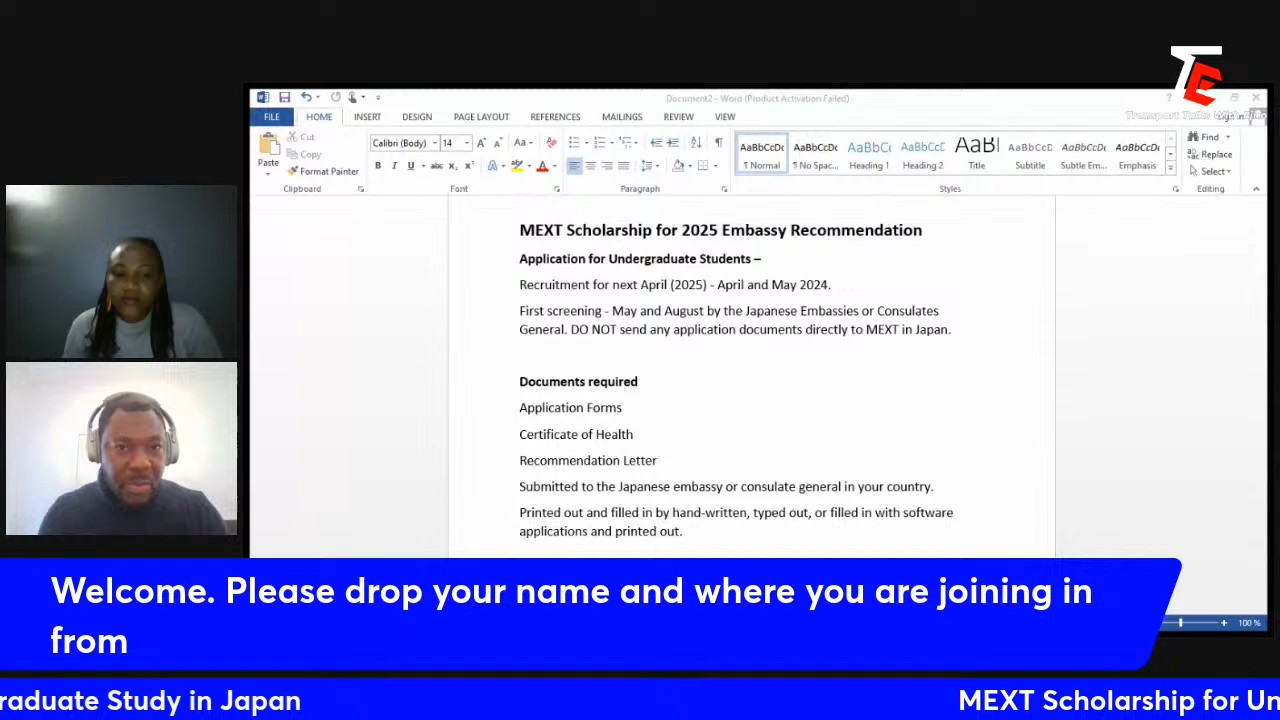 TE
Document2 - Word (Product Activation Failed)
FILE HOME INSERT DESIGN PAGE LAYOUT REFERENCES MAILINGS REVIEW VIEW
Paste
Cut
Copy
Format Painter
Clipboard
Calibri (Body) 14
Font
Paragraph
AaBbCcDc AaBbCcDc AaBbC AaBbCcC AaBl AaBbCcD AaBbCcDc AaBbCcDc
¶ Normal ¶ No Spac... Heading 1 Heading 2 Title Subtitle Subtle Em... Emphasis
Styles
Find
Replace
Select
Editing
MEXT Scholarship for 2025 Embassy Recommendation
Application for Undergraduate Students –
Recruitment for next April (2025) - April and May 2024.
First screening - May and August by the Japanese Embassies or Consulates
General. DO NOT send any application documents directly to MEXT in Japan.
Documents required
Application Forms
Certificate of Health
Recommendation Letter
Submitted to the Japanese embassy or consulate general in your country.
Printed out and filled in by hand-written, typed out, or filled in with software
applications and printed out.
100 %
Welcome. Please drop your name and where you are joining in
from
raduate Study in Japan MEXT Scholarship for Un